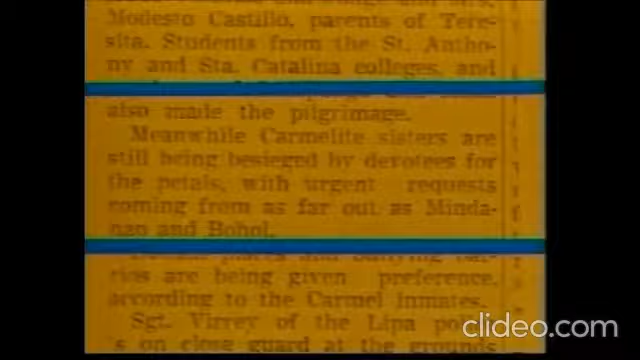 Modesto Castillo, parents of Tere-
sita. Students from the St. Antho-
ny and Sta. Catalina colleges, and
also made the pilgrimage.
Meanwhile Carmelite sisters are
still being besieged by devotees for
the petals, with urgent requests
coming from as far out as Minda-
nao and Bohol.
rios are being given preference,
according to the Carmel inmates.
Sgt. Virrey of the Lipa
s on close guard at the grounds
clideo.com